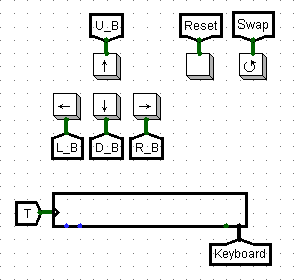 U_B
Reset
Swap
↑
↺
←
↓
→
L_B
D_B
R_B
T
Keyboard